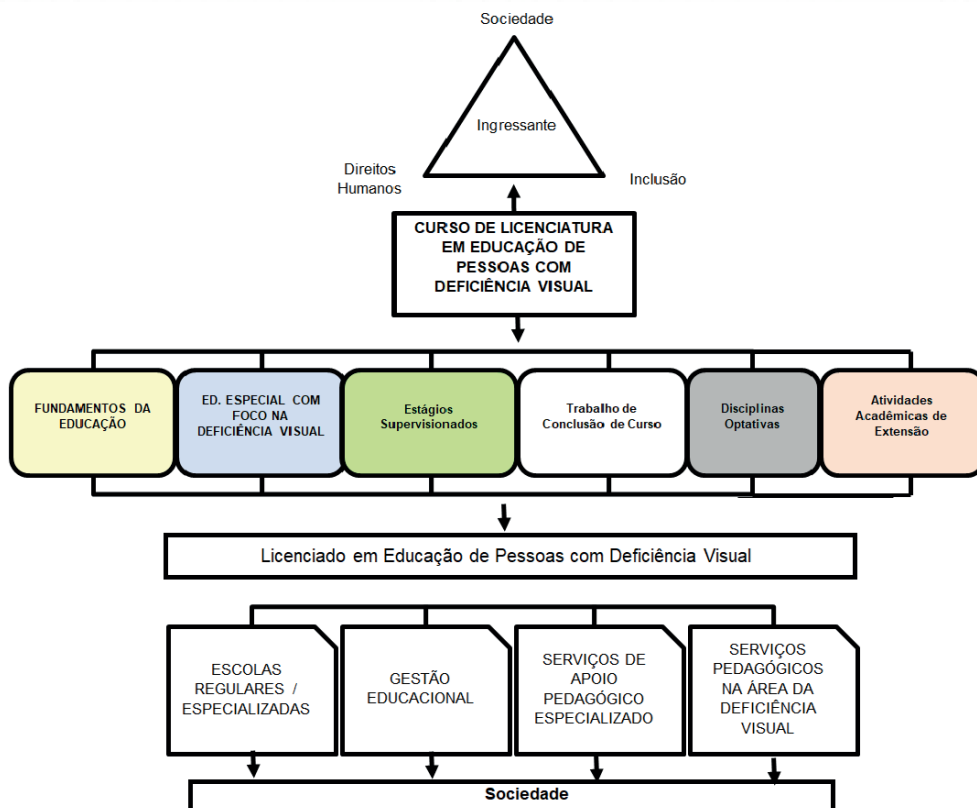 Sociedade
Ingressante
Direitos
Humanos
Inclusão
CURSO DE LICENCIATURA
EM EDUCAÇÃO DE
PESSOAS COM
DEFICIÊNCIA VISUAL
FUNDAMENTOS DA
EDUCAÇÃO
ED. ESPECIAL COM
FOCO NA
DEFICIÊNCIA VISUAL
Estágios
Supervisionados
Trabalho de
Conclusão de Curso
Disciplinas
Optativas
Atividades
Acadêmicas de
Extensão
Licenciado em Educação de Pessoas com Deficiência Visual
ESCOLAS
REGULARES /
ESPECIALIZADAS
GESTÃO
EDUCACIONAL
SERVIÇOS DE
APOIO
PEDAGÓGICO
ESPECIALIZADO
SERVIÇOS
PEDAGÓGICOS
NA ÁREA DA
DEFICIÊNCIA
VISUAL
Sociedade